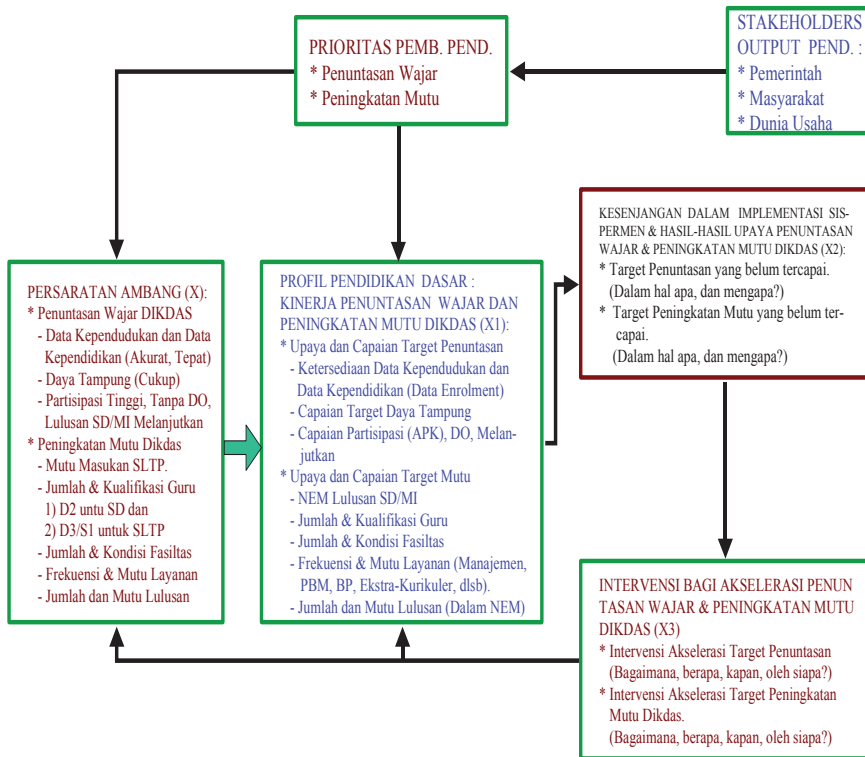 PRIORITAS PEMB. PEND.
* Penuntasan Wajar
* Peningkatan Mutu
STAKEHOLDERS
OUTPUT PEND. :
* Pemerintah
* Masyarakat
* Dunia Usaha
PERSARATAN AMBANG (X):
* Penuntasan Wajar DIKDAS
- Data Kependudukan dan Data
Kependidikan (Akurat, Tepat)
- Daya Tampung (Cukup)
- Partisipasi Tinggi, Tanpa DO,
Lulusan SD/MI Melanjutkan
* Peningkatan Mutu Dikdas
- Mutu Masukan SLTP.
- Jumlah & Kualifikasi Guru
1) D2 untu SD dan
2) D3/S1 untuk SLTP
- Jumlah & Kondisi Fasiltas
- Frekuensi & Mutu Layanan
- Jumlah dan Mutu Lulusan
PROFIL PENDIDIKAN DASAR :
KINERJA PENUNTASAN WAJAR DAN
PENINGKATAN MUTU DIKDAS (X1):
* Upaya dan Capaian Target Penuntasan
- Ketersediaan Data Kependudukan dan
Data Kependidikan (Data Enrolment)
- Capaian Target Daya Tampung
- Capaian Partisipasi (APK), DO, Melan-
jutkan
* Upaya dan Capaian Target Mutu
- NEM Lulusan SD/MI
- Jumlah & Kualifikasi Guru
- Jumlah & Kondisi Fasiltas
- Frekuensi & Mutu Layanan (Manajemen,
PBM, BP, Ekstra-Kurikuler, dlsb).
- Jumlah dan Mutu Lulusan (Dalam NEM)
KESENJANGAN DALAM IMPLEMENTASI SIS-
PERMEN & HASIL-HASIL UPAYA PENUNTASAN
WAJAR & PENINGKATAN MUTU DIKDAS (X2):
* Target Penuntasan yang belum tercapai.
(Dalam hal apa, dan mengapa?)
* Target Peningkatan Mutu yang belum ter-
capai.
(Dalam hal apa, dan mengapa?)
INTERVENSI BAGI AKSELERASI PENUN
TASAN WAJAR & PENINGKATAN MUTU
DIKDAS (X3)
* Intervensi Akselerasi Target Penuntasan
(Bagaimana, berapa, kapan, oleh siapa?)
* Intervensi Akselerasi Target Peningkatan
Mutu Dikdas.
(Bagaimana, berapa, kapan, oleh siapa?)